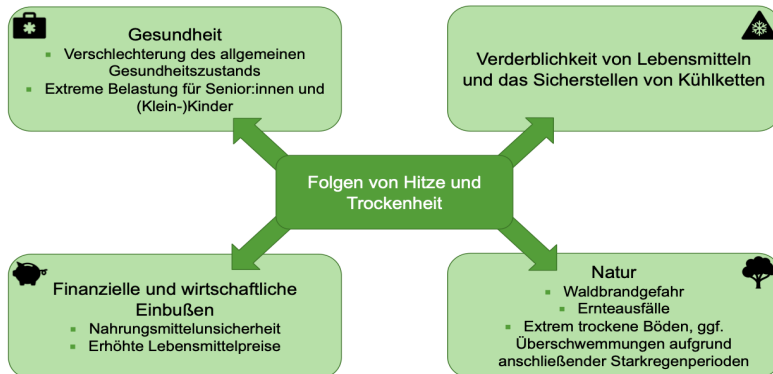 Gesundheit
Verschlechterung des allgemeinen
Gesundheitszustands
Extreme Belastung für Senior:innen und
(Klein-)Kinder
Verderblichkeit von Lebensmitteln
und das Sicherstellen von Kühlketten
Folgen von Hitze und
Trockenheit
Finanzielle und wirtschaftliche
Einbußen
Nahrungsmittelunsicherheit
Erhöhte Lebensmittelpreise
Natur
Waldbrandgefahr
Ernteausfälle
Extrem trockene Böden, ggf.
Überschwemmungen aufgrund
anschließender Starkregenperioden